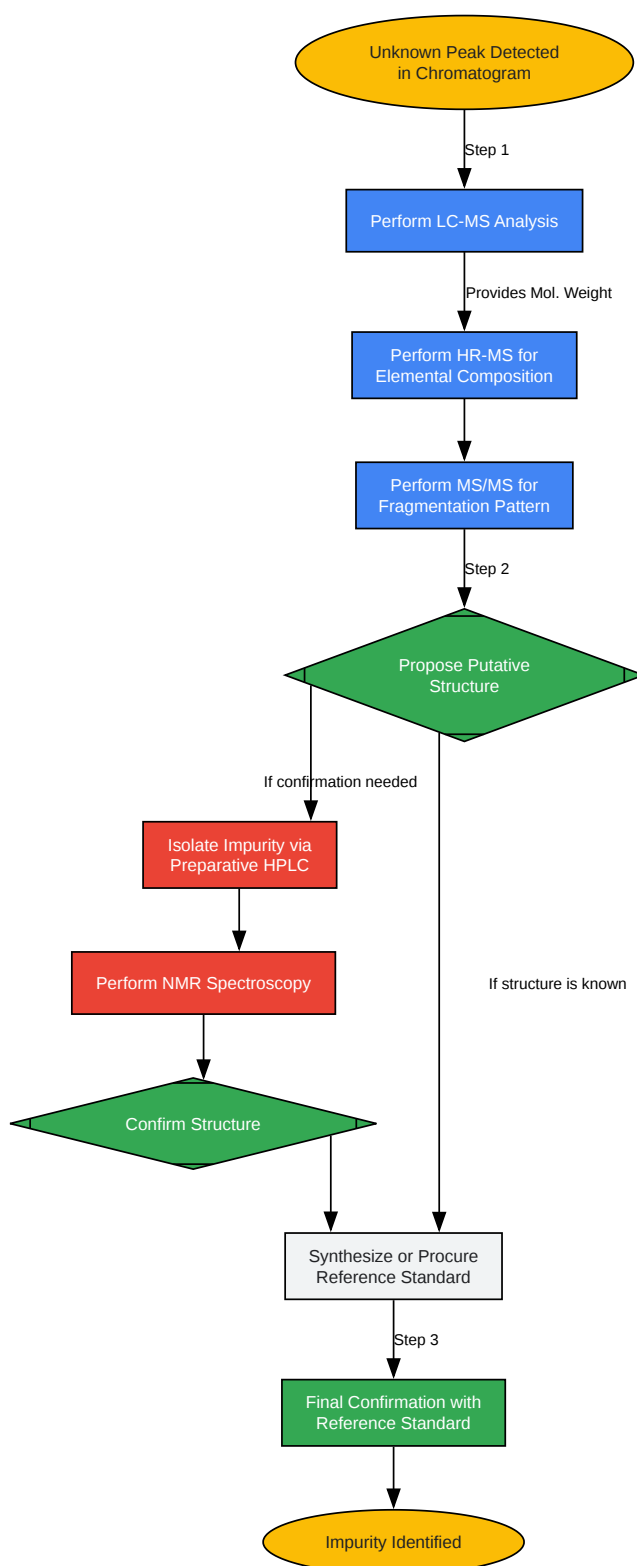 Unknown Peak Detected
in Chromatogram
Step 1
Perform LC-MS Analysis
Provides Mol. Weight
Perform HR-MS for
Elemental Composition
Perform MS/MS for
Fragmentation Pattern
Step 2
Propose Putative
Structure
If confirmation needed
Isolate Impurity via
Preparative HPLC
Perform NMR Spectroscopy
If structure is known
Confirm Structure
Synthesize or Procure
Reference Standard
Step 3
Final Confirmation with
Reference Standard
Impurity Identified